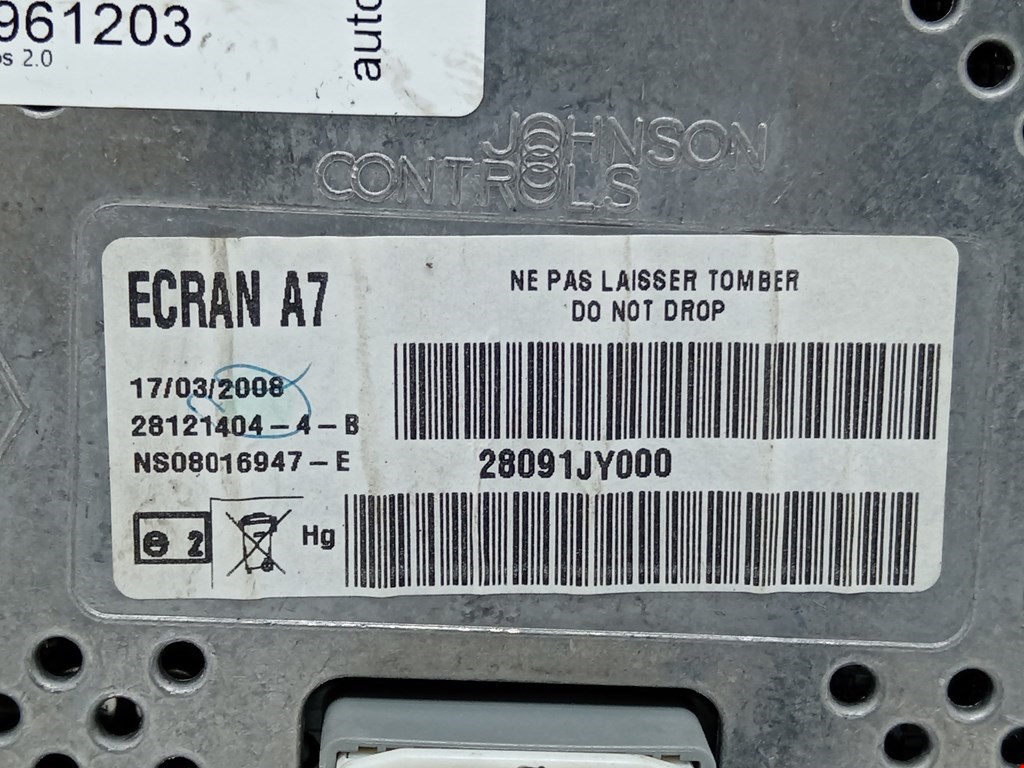 961203
os 2.0
auto
JOHNSON
CONTROLS
ECRAN A7
NE PAS LAISSER TOMBER
DO NOT DROP
17/03/2008
28121404-4-B
NS08016947-E
28091JY000
2
Hg